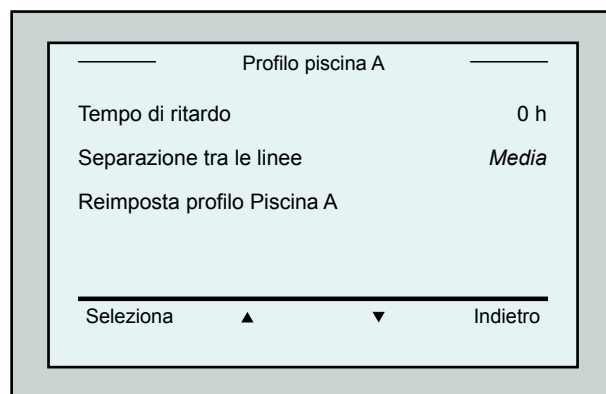 Profilo piscina A
Tempo di ritardo 0 h
Separazione tra le linee Media
Reimposta profilo Piscina A
Seleziona ▲ ▼ Indietro